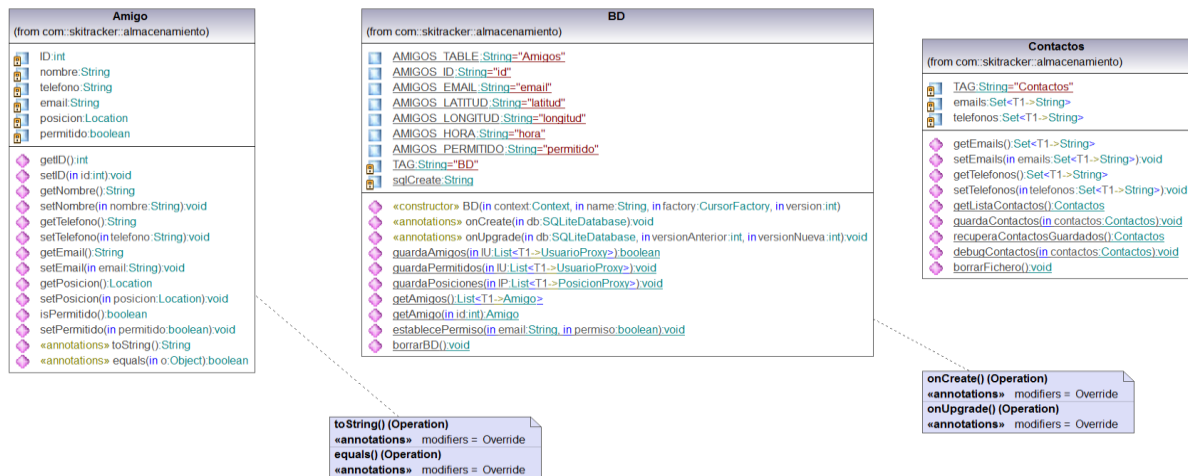 Amigo
(from com::skitracker::almacenamiento)
ID:int
nombre:String
telefono:String
email:String
posicion:Location
permitido:boolean
getID():int
setID(in id:int):void
getNombre():String
setNombre(in nombre:String):void
getTelefono():String
setTelefono(in telefono:String):void
getEmail():String
setEmail(in email:String):void
getPosicion():Location
setPosicion(in posicion:Location):void
isPermitido():boolean
setPermitido(in permitido:boolean):void
«annotations» toString():String
«annotations» equals(in o:Object):boolean
BD
(from com::skitracker::almacenamiento)
AMIGOS_TABLE:String="Amigos"
AMIGOS_ID:String="id"
AMIGOS_EMAIL:String="email"
AMIGOS_LATITUD:String="latitud"
AMIGOS_LONGITUD:String="longitud"
AMIGOS_HORA:String="hora"
AMIGOS_PERMITIDO:String="permitido"
TAG:String="BD"
sqlCreate:String
«constructor» BD(in context:Context, in name:String, in factory:CursorFactory, in version:int)
«annotations» onCreate(in db:SQLiteDatabase):void
«annotations» onUpgrade(in db:SQLiteDatabase, in versionAnterior:int, in versionNueva:int):void
guardaAmigos(in lU:List<T1->UsuarioProxy>):boolean
guardaPermitidos(in lU:List<T1->UsuarioProxy>):void
guardaPosiciones(in lP:List<T1->PosicionProxy>):void
getAmigos():List<T1->Amigo>
getAmigo(in id:int):Amigo
establecePermiso(in email:String, in permiso:boolean):void
borrarBD():void
Contactos
(from com::skitracker::almacenamiento)
TAG:String="Contactos"
emails:Set<T1->String>
telefonos:Set<T1->String>
getEmails():Set<T1->String>
setEmails(in emails:Set<T1->String>):void
getTelefonos():Set<T1->String>
setTelefonos(in telefonos:Set<T1->String>):void
getListaContactos():Contactos
guardaContactos(in contactos:Contactos):void
recuperaContactosGuardados():Contactos
debugContactos(in contactos:Contactos):void
borrarFichero():void
toString() (Operation)
«annotations» modifiers = Override
equals() (Operation)
«annotations» modifiers = Override
onCreate() (Operation)
«annotations» modifiers = Override
onUpgrade() (Operation)
«annotations» modifiers = Override